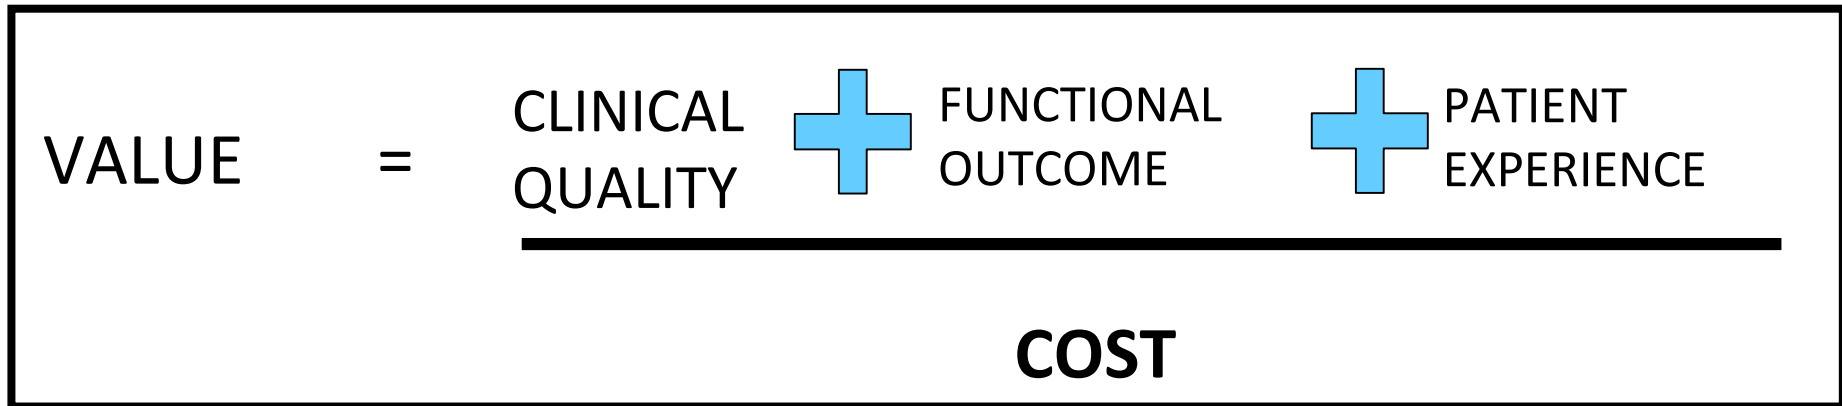 VALUE =
CLINICAL
QUALITY
FUNCTIONAL
OUTCOME
PATIENT
EXPERIENCE
COST